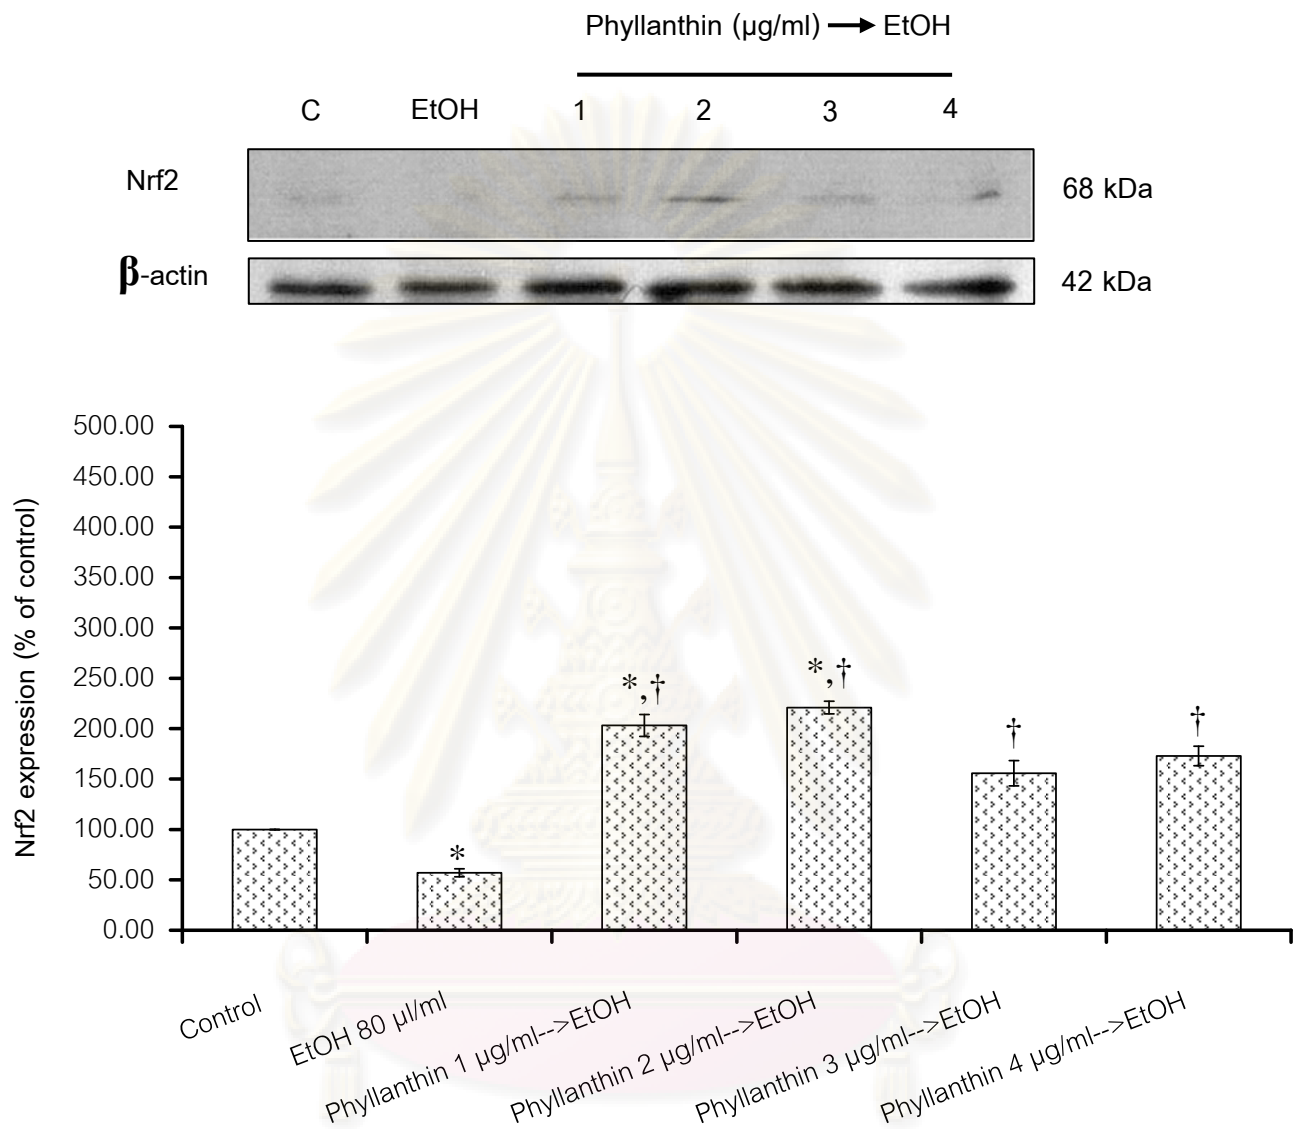 Phyllanthin (µg/ml) → EtOH
C EtOH 1 2 3 4
Nrf2 68 kDa
β-actin 42 kDa
Nrf2 expression (% of control)
500.00
450.00
400.00
350.00
300.00
250.00
200.00
150.00
100.00
50.00
0.00
*
*,†
*,†
†
†
Control
EtOH 80 µl/ml
Phyllanthin 1 µg/ml-->EtOH
Phyllanthin 2 µg/ml-->EtOH
Phyllanthin 3 µg/ml-->EtOH
Phyllanthin 4 µg/ml-->EtOH